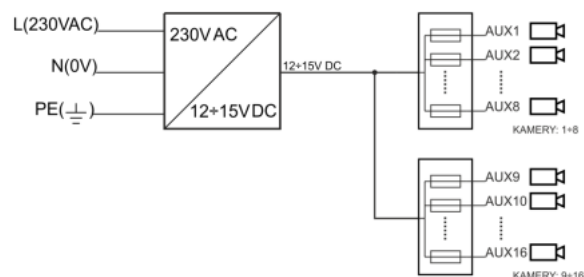 L(230VAC)
N(0V)
PE(⏚)
230V AC
12÷15V DC
12÷15V DC
AUX1
AUX2
AUX8
KAMERY: 1÷8
AUX9
AUX10
AUX16
KAMERY: 9÷16